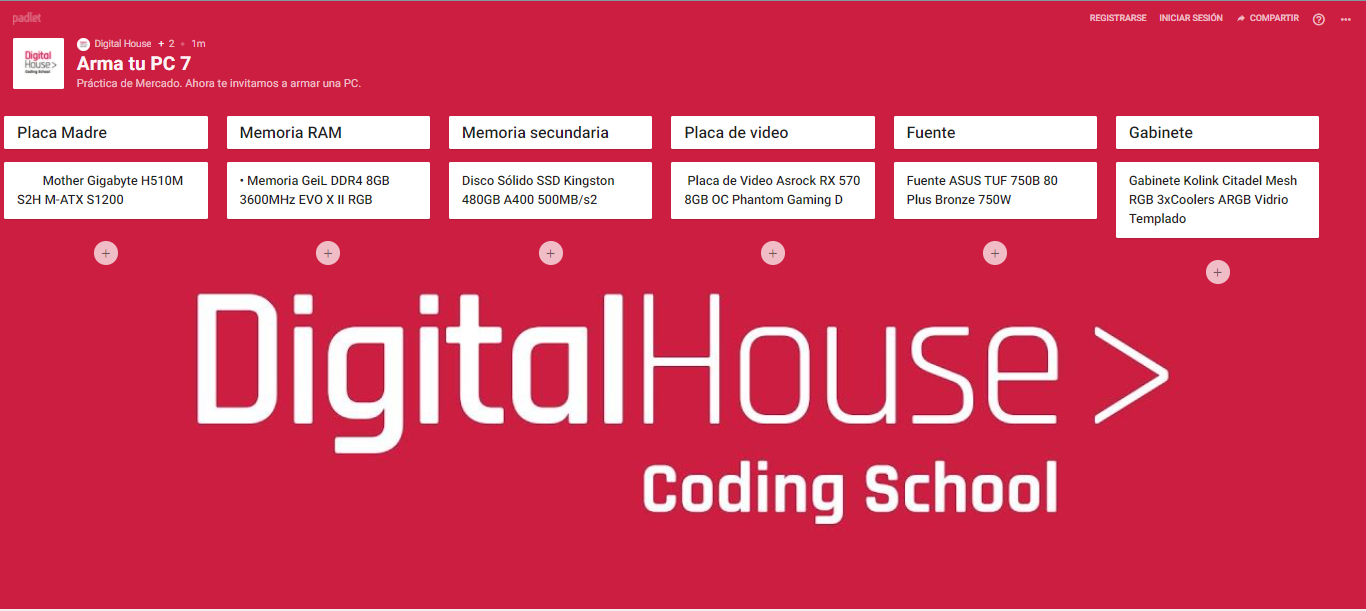 padlet
REGISTRARSE INICIAR SESIÓN COMPARTIR
Digital House + 2 • 1m
Digital
House>
Coding School
Arma tu PC 7
Práctica de Mercado. Ahora te invitamos a armar una PC.
Placa Madre
Mother Gigabyte H510M
S2H M-ATX S1200
Memoria RAM
• Memoria GeiL DDR4 8GB
3600MHz EVO X II RGB
Memoria secundaria
Disco Sólido SSD Kingston
480GB A400 500MB/s2
Placa de video
Placa de Video Asrock RX 570
8GB OC Phantom Gaming D
Fuente
Fuente ASUS TUF 750B 80
Plus Bronze 750W
Gabinete
Gabinete Kolink Citadel Mesh
RGB 3xCoolers ARGB Vidrio
Templado
DigitalHouse>
Coding School